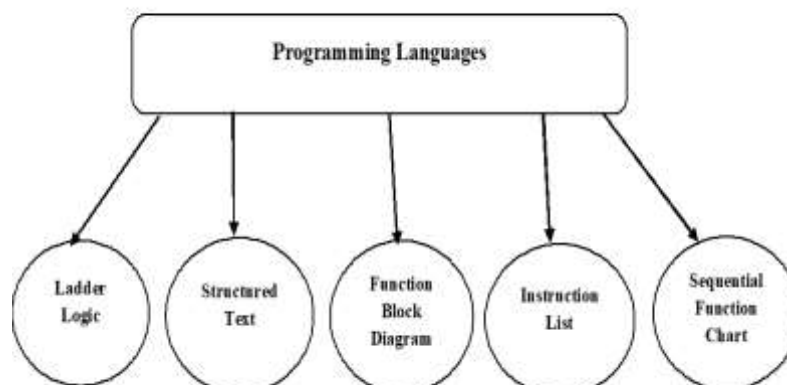 Programming Languages
Ladder
Logic
Structured
Text
Function
Block
Diagram
Instruction
List
Sequential
Function
Chart